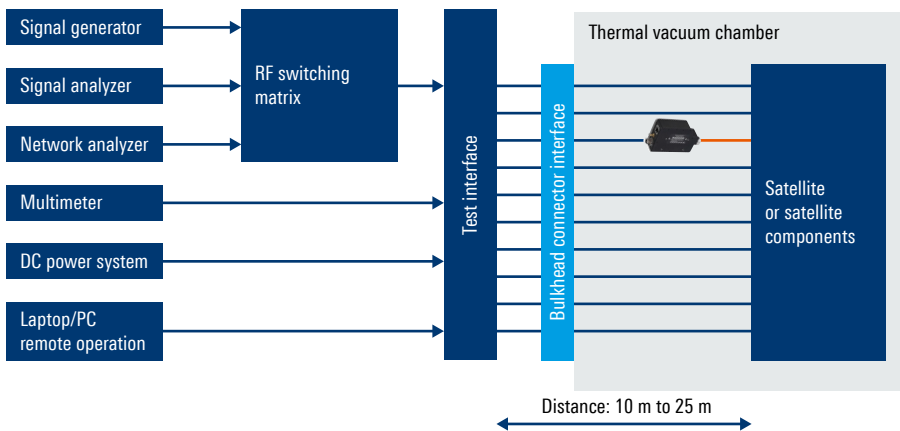 Signal generator
Signal analyzer
Network analyzer
Multimeter
DC power system
Laptop/PC
remote operation
RF switching
matrix
Test interface
Bulkhead connector interface
Thermal vacuum chamber
Satellite
or satellite
components
Distance: 10 m to 25 m